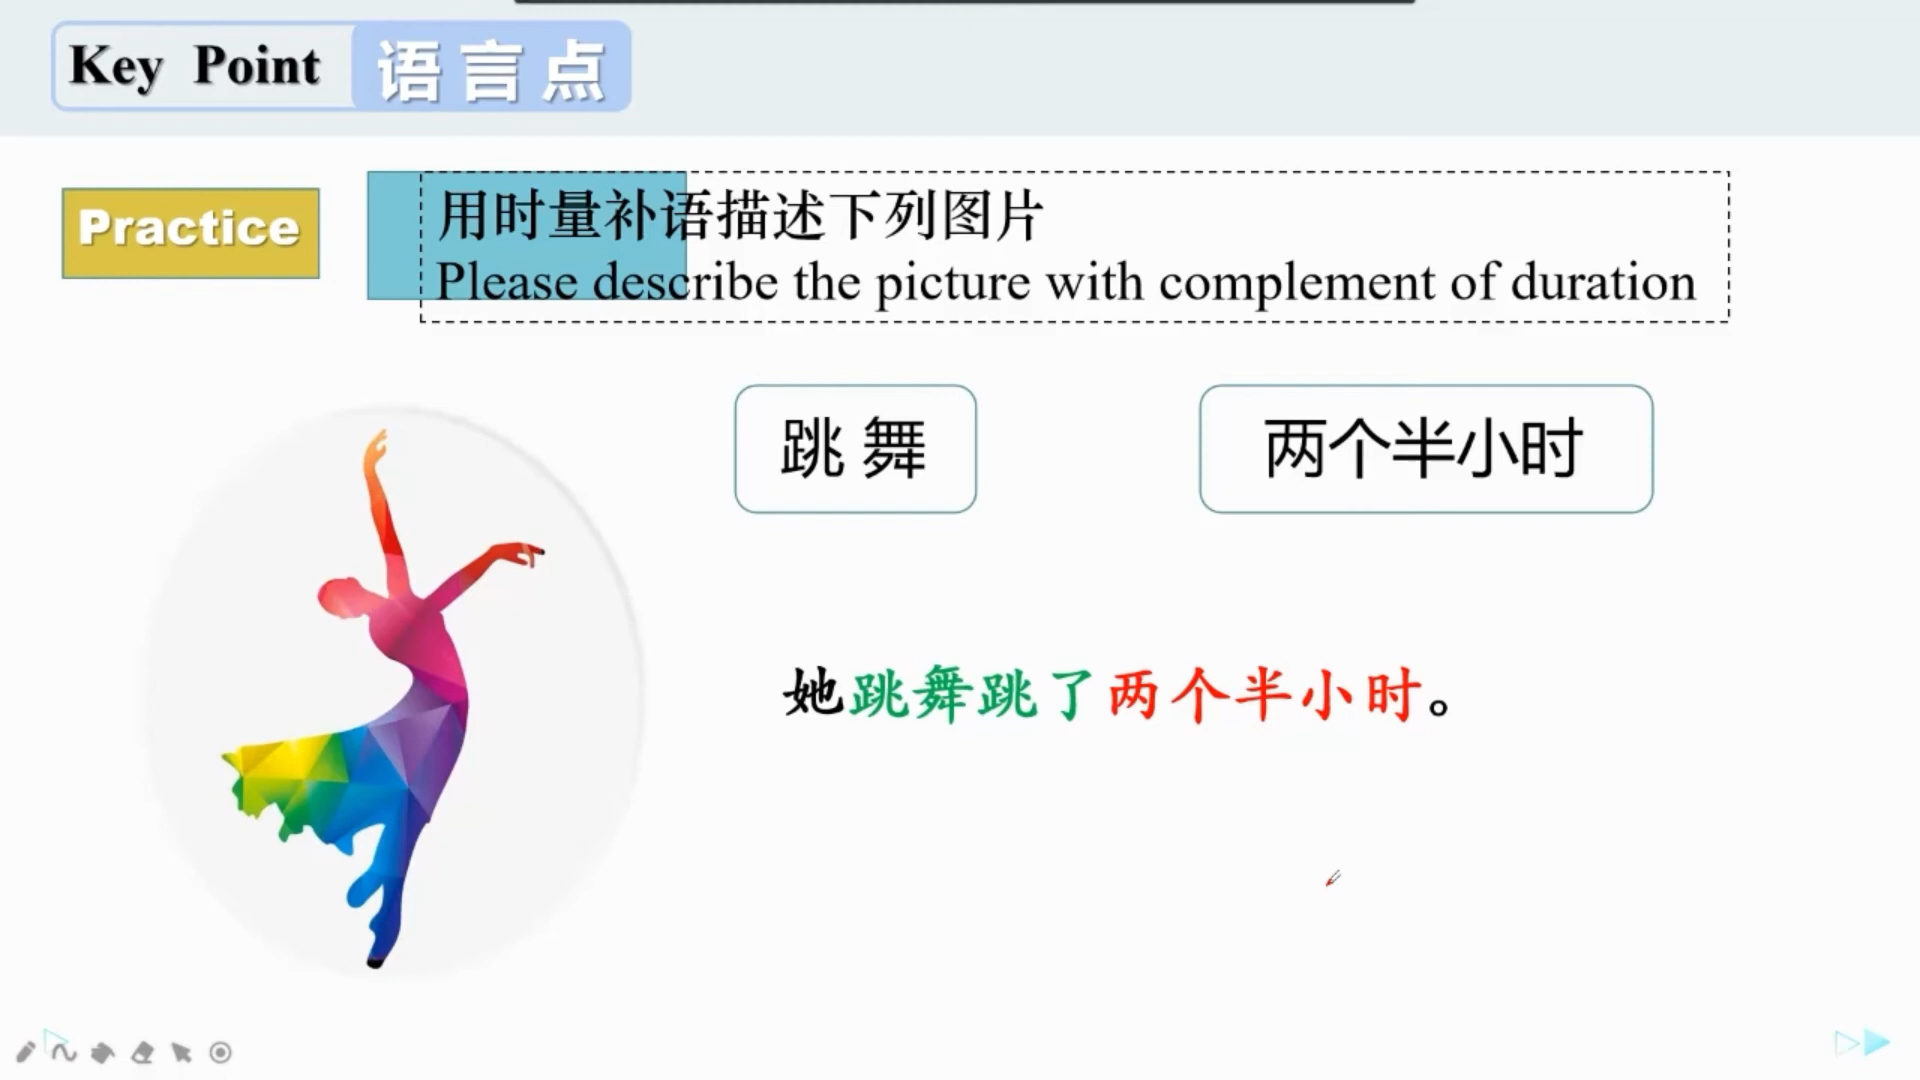 Key Point 语言点
Practice
用时量补语描述下列图片
Please describe the picture with complement of duration
跳舞
两个半小时
她跳舞跳了两个半小时。